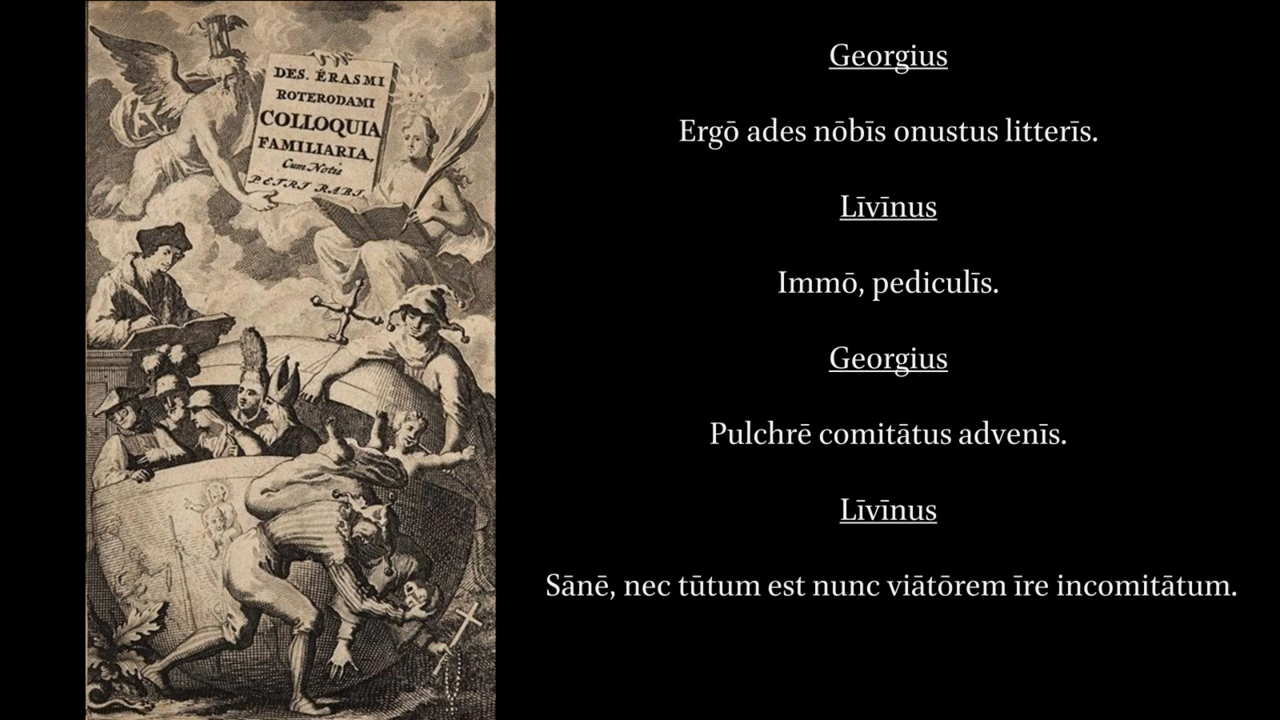 DES. ÉRASMI
ROTERODAMI
COLLOQUIA
FAMILIARIA,
Cum Notis
PETRI RABI.
Georgius
Ergō ades nōbīs onustus litterīs.
Līvīnus
Immō, pediculīs.
Georgius
Pulchrē comitātus advenīs.
Līvīnus
Sānē, nec tūtum est nunc viātōrem īre incomitātum.